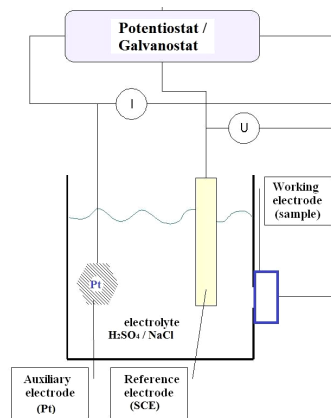 Potentiostat /
Galvanostat
I
U
Working
electrode
(sample)
Pt
electrolyte
H₂SO₄ / NaCl
Auxiliary
electrode
(Pt)
Reference
electrode
(SCE)